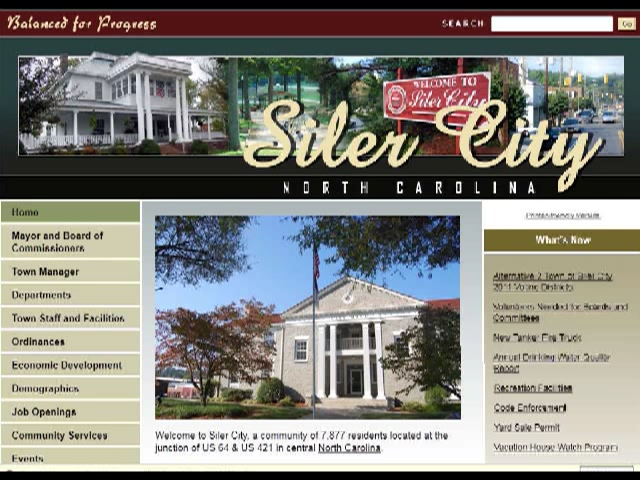 Balanced for Progress
SEARCH
Go
WELCOME TO
Siler City
Siler City
NORTH CAROLINA
Home
Mayor and Board of
Commissioners
Town Manager
Departments
Town Staff and Facilities
Ordinances
Economic Development
Demographics
Job Openings
Community Services
Events
Welcome to Siler City, a community of 7,877 residents located at the
junction of US 64 & US 421 in central North Carolina.
Printer-friendly Version
What's New
Alternative 2 Town of Siler City
2011 Voting Districts
Volunteers Needed for Boards and
Committees
New Tanker Fire Truck
Annual Drinking Water Quality
Report
Recreation Facilities
Code Enforcement
Yard Sale Permit
Vacation House Watch Program